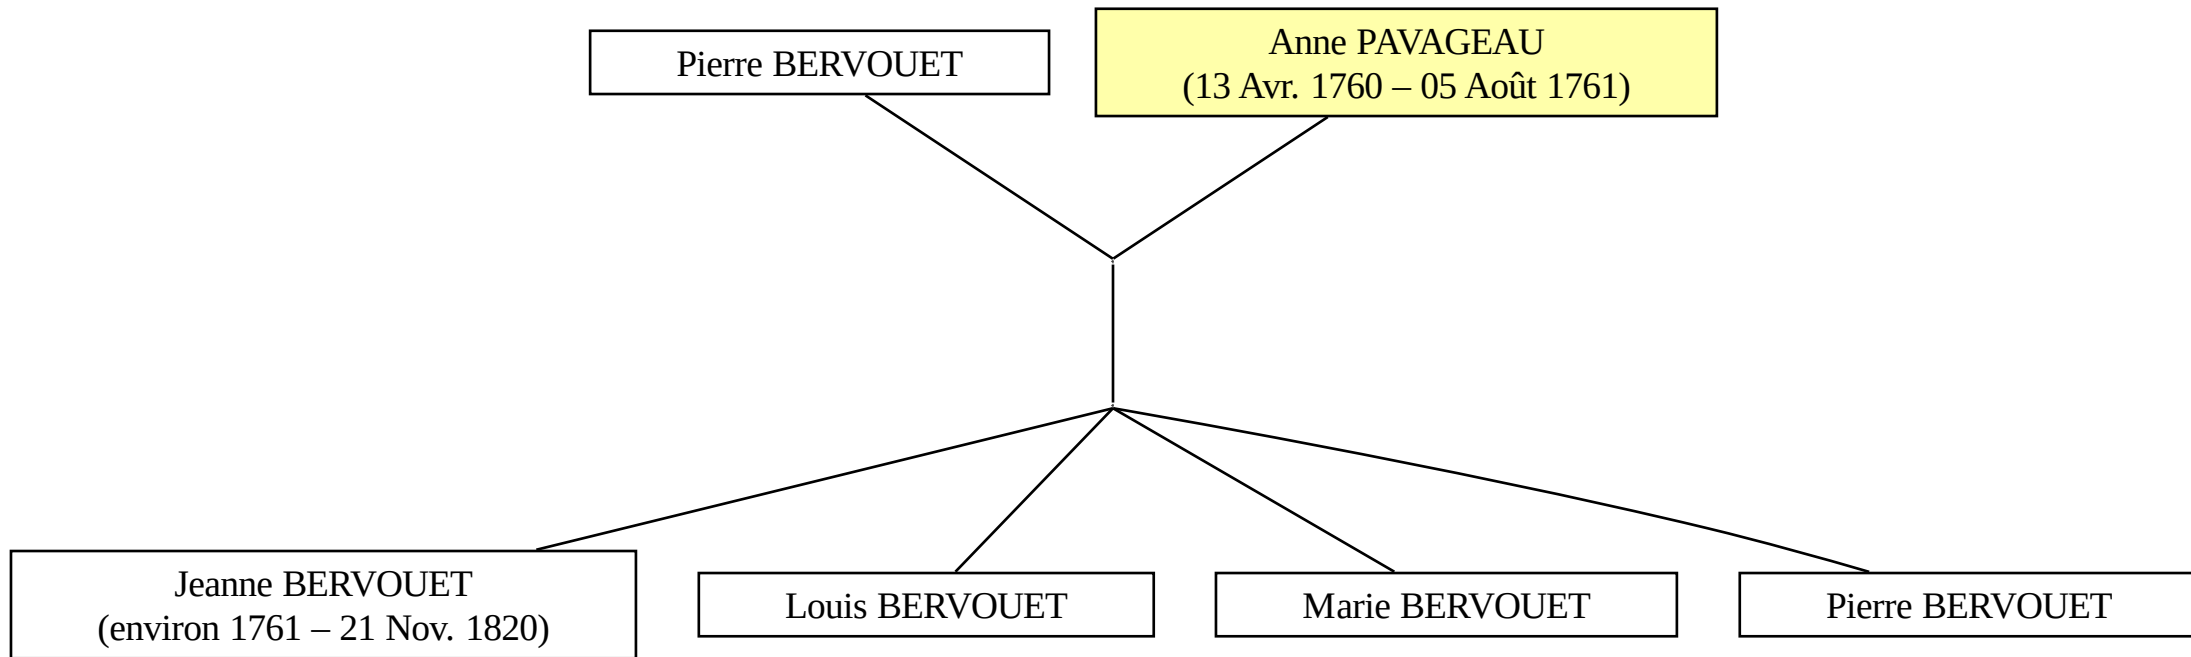 Pierre BERVOUET
Anne PAVAGEAU
(13 Avr. 1760 – 05 Août 1761)
Jeanne BERVOUET
(environ 1761 – 21 Nov. 1820)
Louis BERVOUET
Marie BERVOUET
Pierre BERVOUET